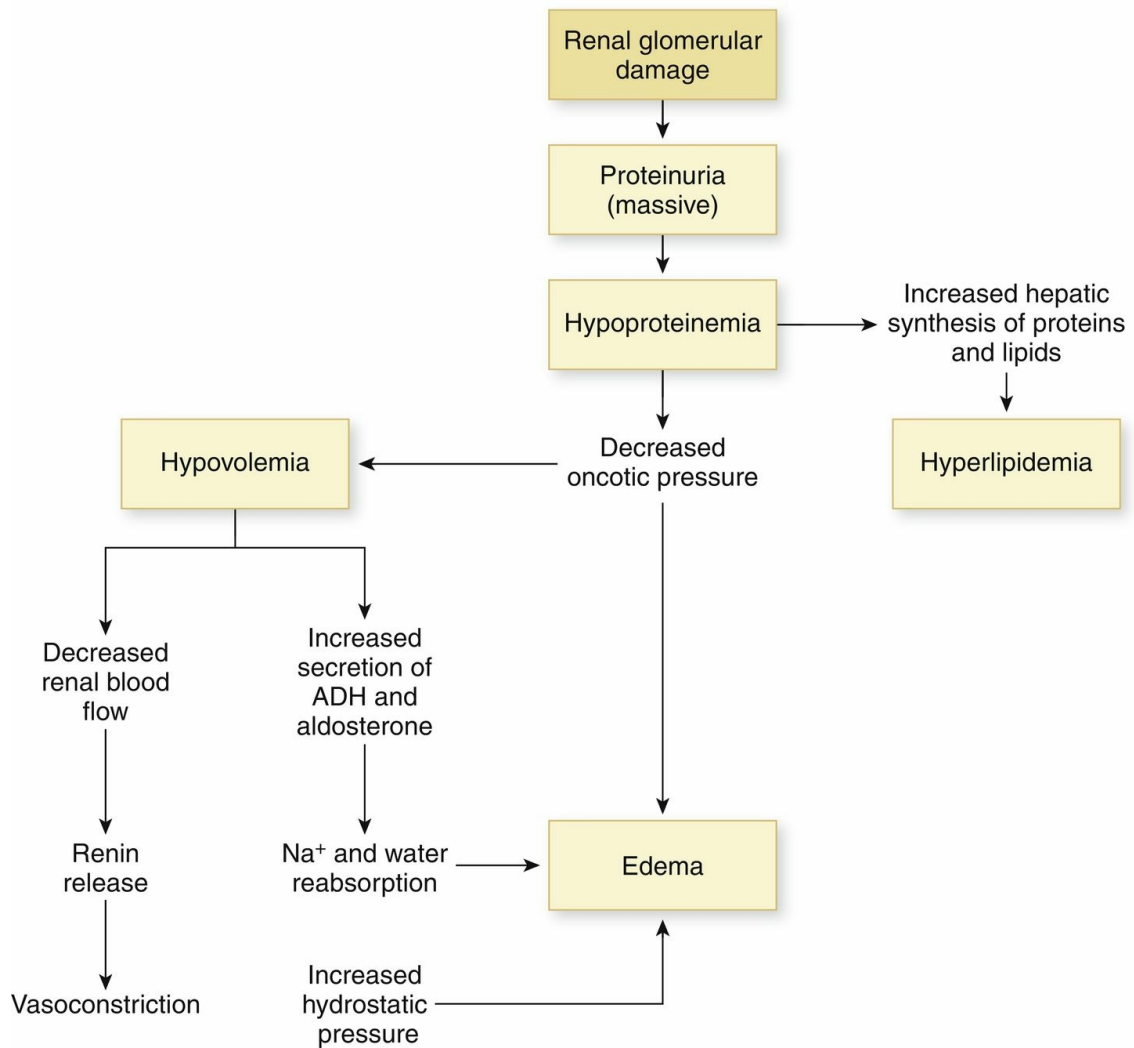 Renal glomerular
damage
Proteinuria
(massive)
Hypoproteinemia
Increased hepatic
synthesis of proteins
and lipids
Hypovolemia
Decreased
oncotic pressure
Hyperlipidemia
Decreased
renal blood
flow
Increased
secretion of
ADH and
aldosterone
Renin
release
Na⁺ and water
reabsorption
Edema
Vasoconstriction
Increased
hydrostatic
pressure